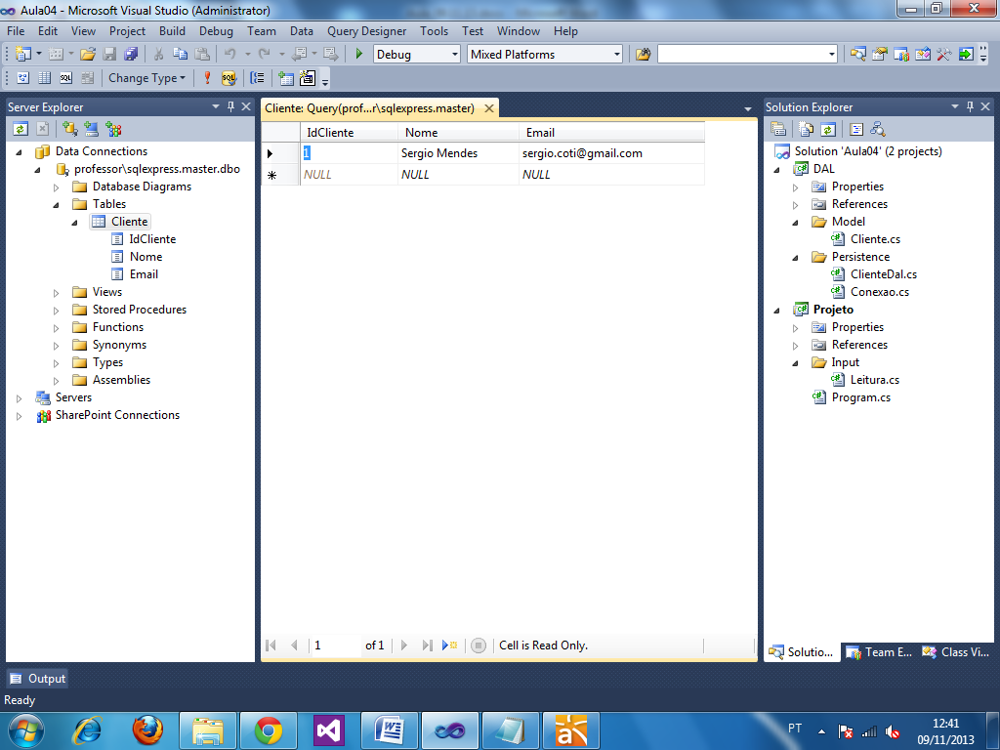 Aula04 - Microsoft Visual Studio (Administrator)
File Edit View Project Build Debug Team Data Query Designer Tools Test Window Help
Debug Mixed Platforms
SQL Change Type SQL
Server Explorer
Data Connections
professor\sqlexpress.master.dbo
Database Diagrams
Tables
Cliente
IdCliente
Nome
Email
Views
Stored Procedures
Functions
Synonyms
Types
Assemblies
Servers
SharePoint Connections
Cliente: Query(prof...r\sqlexpress.master)
IdCliente Nome Email
1 Sergio Mendes sergio.coti@gmail.com
NULL NULL NULL
1 of 1 Cell is Read Only.
Solution Explorer
Solution 'Aula04' (2 projects)
DAL
Properties
References
Model
Cliente.cs
Persistence
ClienteDal.cs
Conexao.cs
Projeto
Properties
References
Input
Leitura.cs
Program.cs
Solutio... Team E... Class Vi...
Output
Ready
PT 12:41
09/11/2013